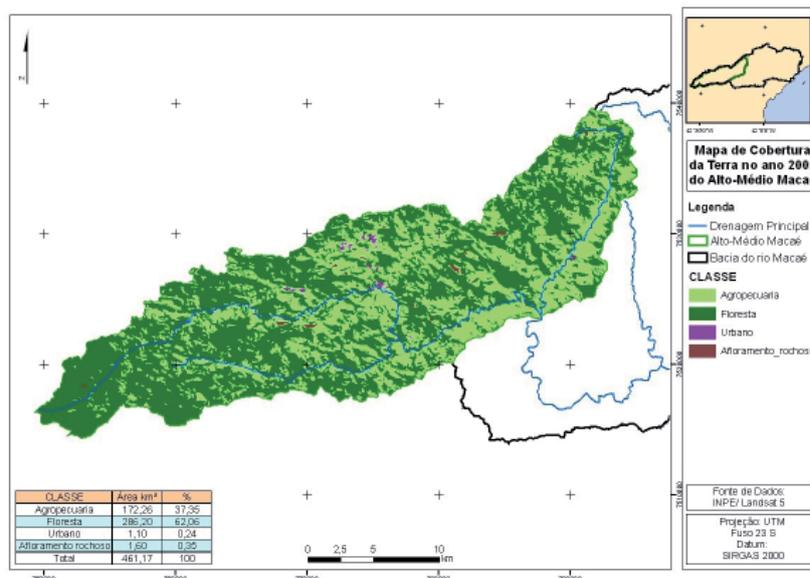 N
Mapa de Cobertura
da Terra no ano 200
do Alto-Médio Maca
Legenda
Drenagem Principal
Alto-Médio Macaé
Bacia do rio Macaé
CLASSE
Agropecuaria
Floresta
Urbano
Afloramento_rochoso
CLASSE Área km² %
Agropecuaria 172,26 37,35
Floresta 286,20 62,06
Urbano 1,10 0,24
Afloramento rochoso 1,60 0,35
Total 461,17 100
0 2,5 5 10
km
Fonte de Dados:
INPE/ Landsat 5
Projeção: UTM
Fuso 23 S
Datum:
SIRGAS 2000